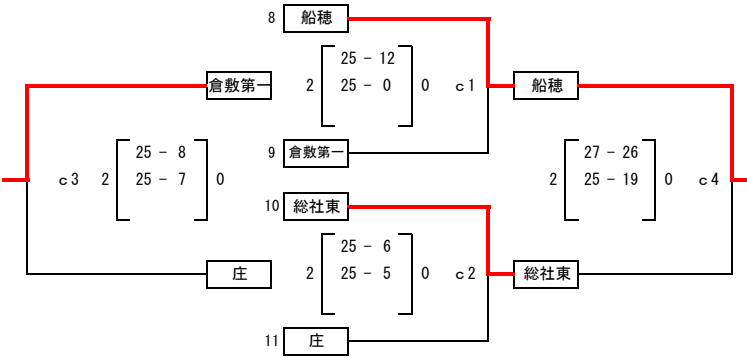 8 船穂
2 25 - 12 0 c1
25 - 0
倉敷第一
船穂
9 倉敷第一
c3 2 25 - 8 0
25 - 7
2 27 - 26 0 c4
25 - 19
10 総社東
2 25 - 6 0 c2
25 - 5
庄
総社東
11 庄